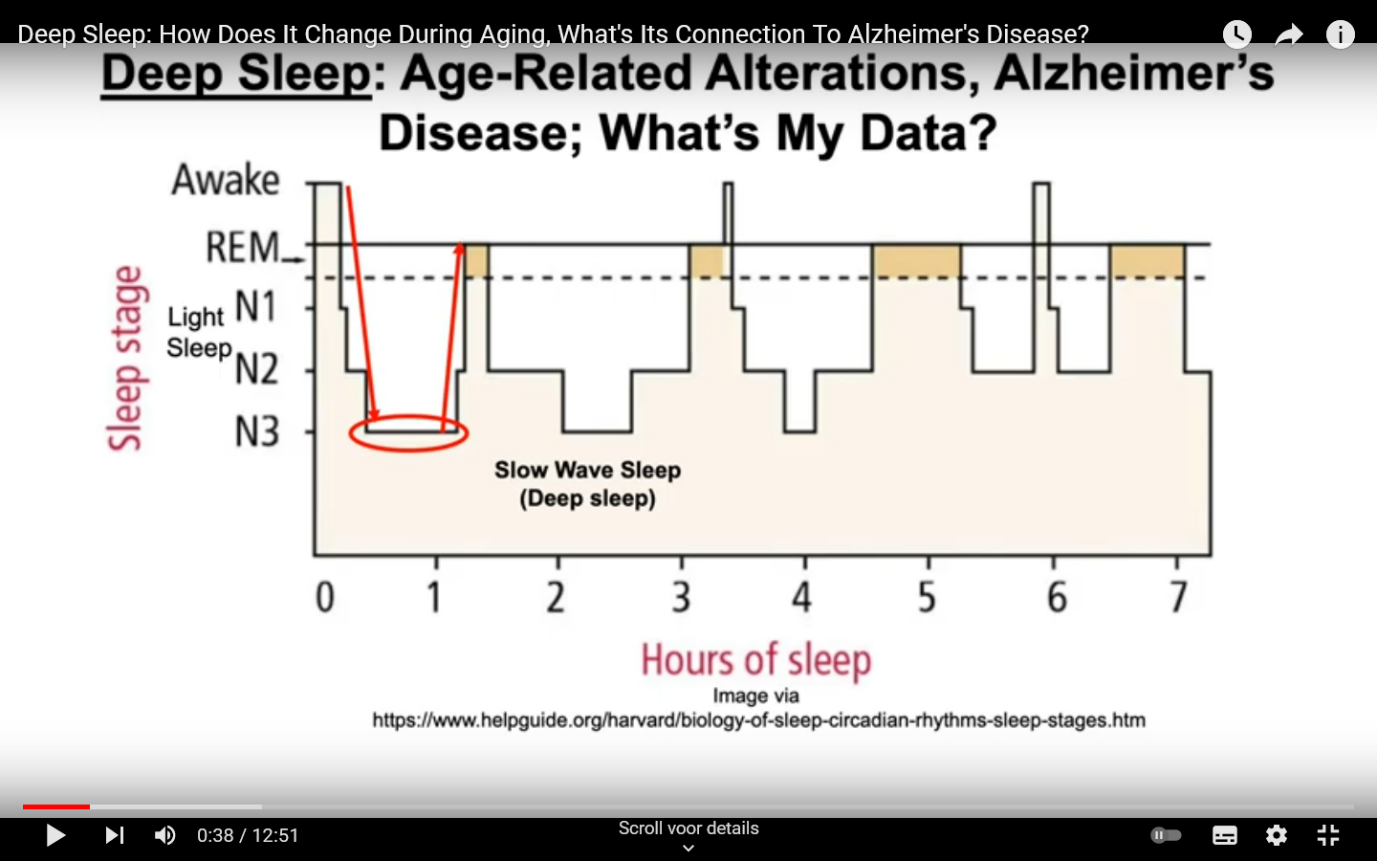 Deep Sleep: How Does It Change During Aging, What's Its Connection To Alzheimer's Disease?
Deep Sleep: Age-Related Alterations, Alzheimer's
Disease; What's My Data?
Awake
REM
Sleep stage
Light
Sleep
N1
N2
N3
Slow Wave Sleep
(Deep sleep)
0 1 2 3 4 5 6 7
Hours of sleep
Image via
https://www.helpguide.org/harvard/biology-of-sleep-circadian-rhythms-sleep-stages.htm
0:38 / 12:51
Scroll voor details